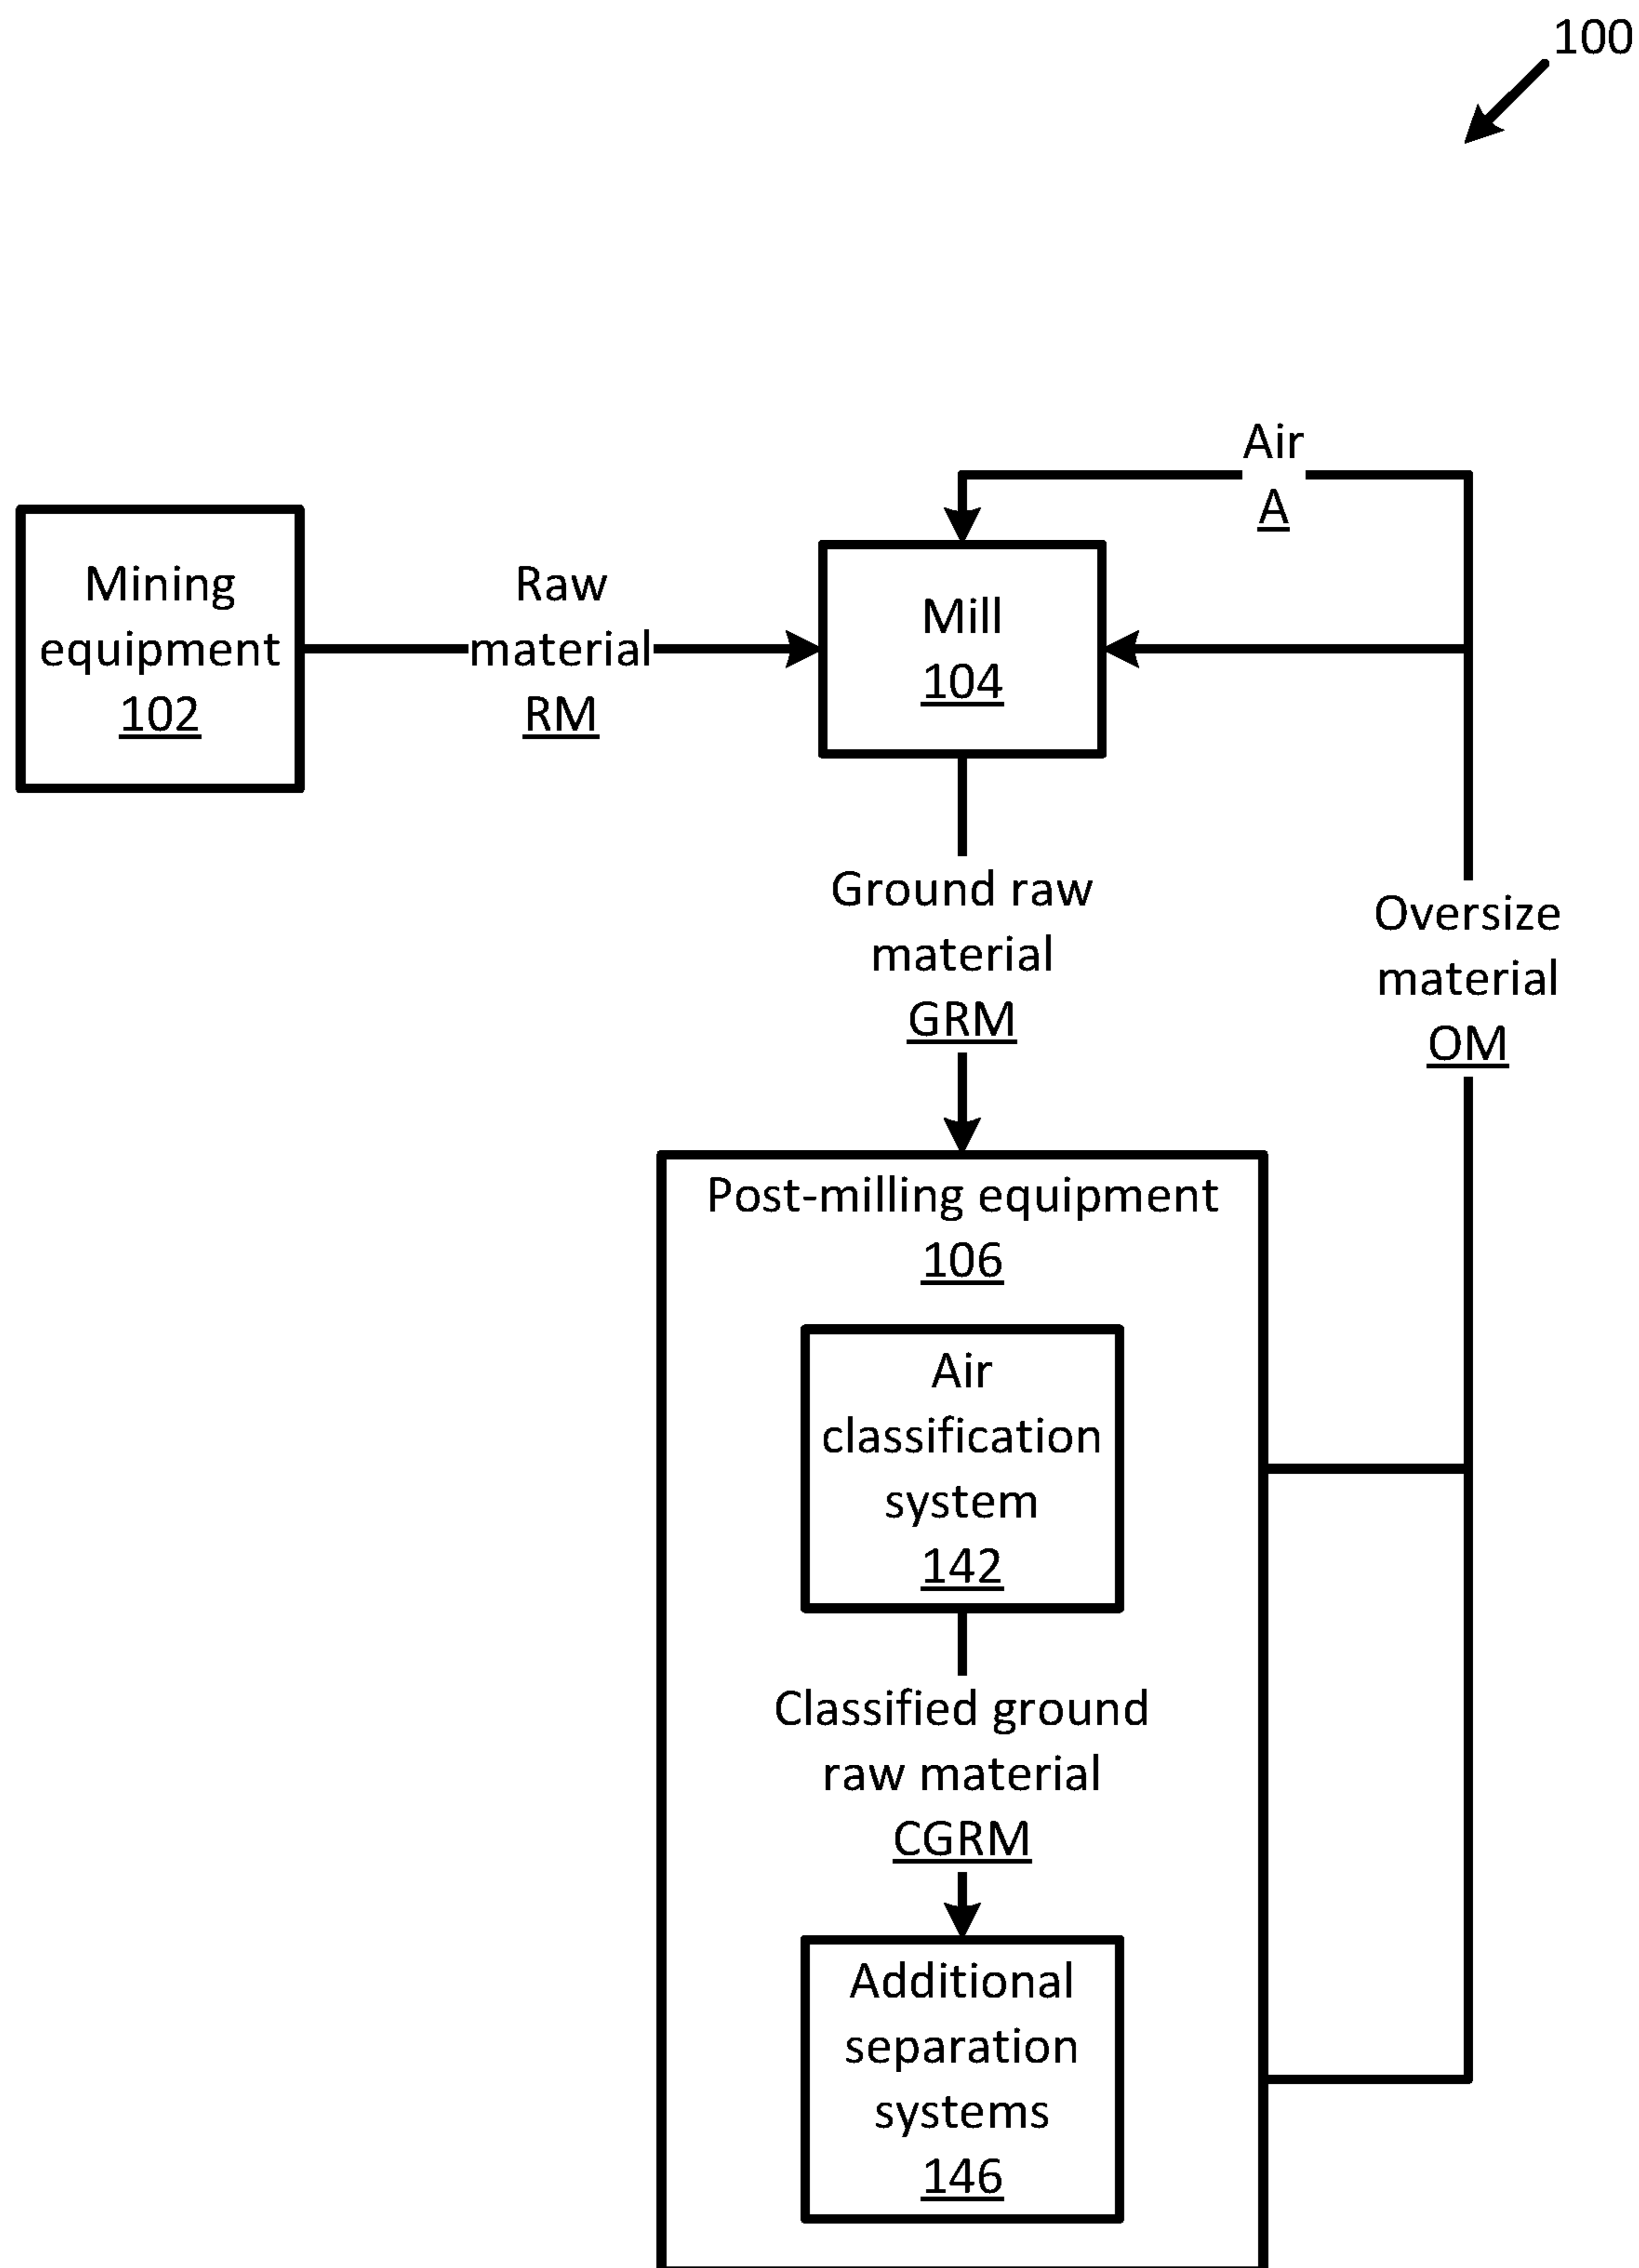 100
Air
A
Mining
equipment
102
Raw
material
RM
Mill
104
Ground raw
material
GRM
Oversize
material
OM
Post-milling equipment
106
Air
classification
system
142
Classified ground
raw material
CGRM
Additional
separation
systems
146